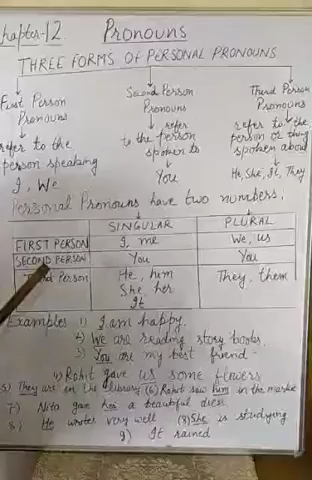 Chapter-12. Pronouns
THREE FORMS OF PERSONAL PRONOUNS
First Person Second Person Third Person
Pronouns Pronouns Pronouns
refer to the refer refer to the
person speaking to the person person or thing
spoken to spoken about
I, We You He, She, It, They
Personal Pronouns have two numbers.
SINGULAR PLURAL
FIRST PERSON I, me We, us
SECOND PERSON You You
Person He, him They, them
She, her
It
Examples 1) I am happy.
2) We are reading story books.
3) You are my best friend.
4) Rohit gave us some flowers
5) They are in the library (6) Rohit saw him in the market
7) Nita gave her a beautiful dress
8) He wrotes very well (8) She is studying
9) It rained